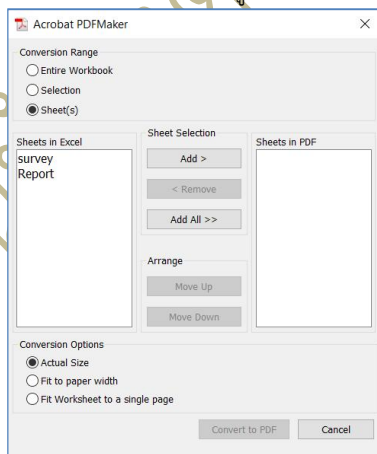 Acrobat PDFMaker
Conversion Range
Entire Workbook
Selection
Sheet(s)
Sheets in Excel
survey
Report
Sheet Selection
Add >
< Remove
Add All >>
Arrange
Move Up
Move Down
Sheets in PDF
Conversion Options
Actual Size
Fit to paper width
Fit Worksheet to a single page
Convert to PDF
Cancel